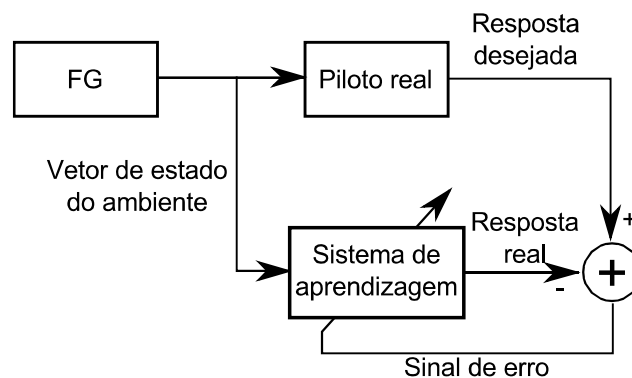 Resposta
desejada
FG
Piloto real
Vetor de estado
do ambiente
+
Sistema de
aprendizagem
Resposta
real
-
+
Sinal de erro